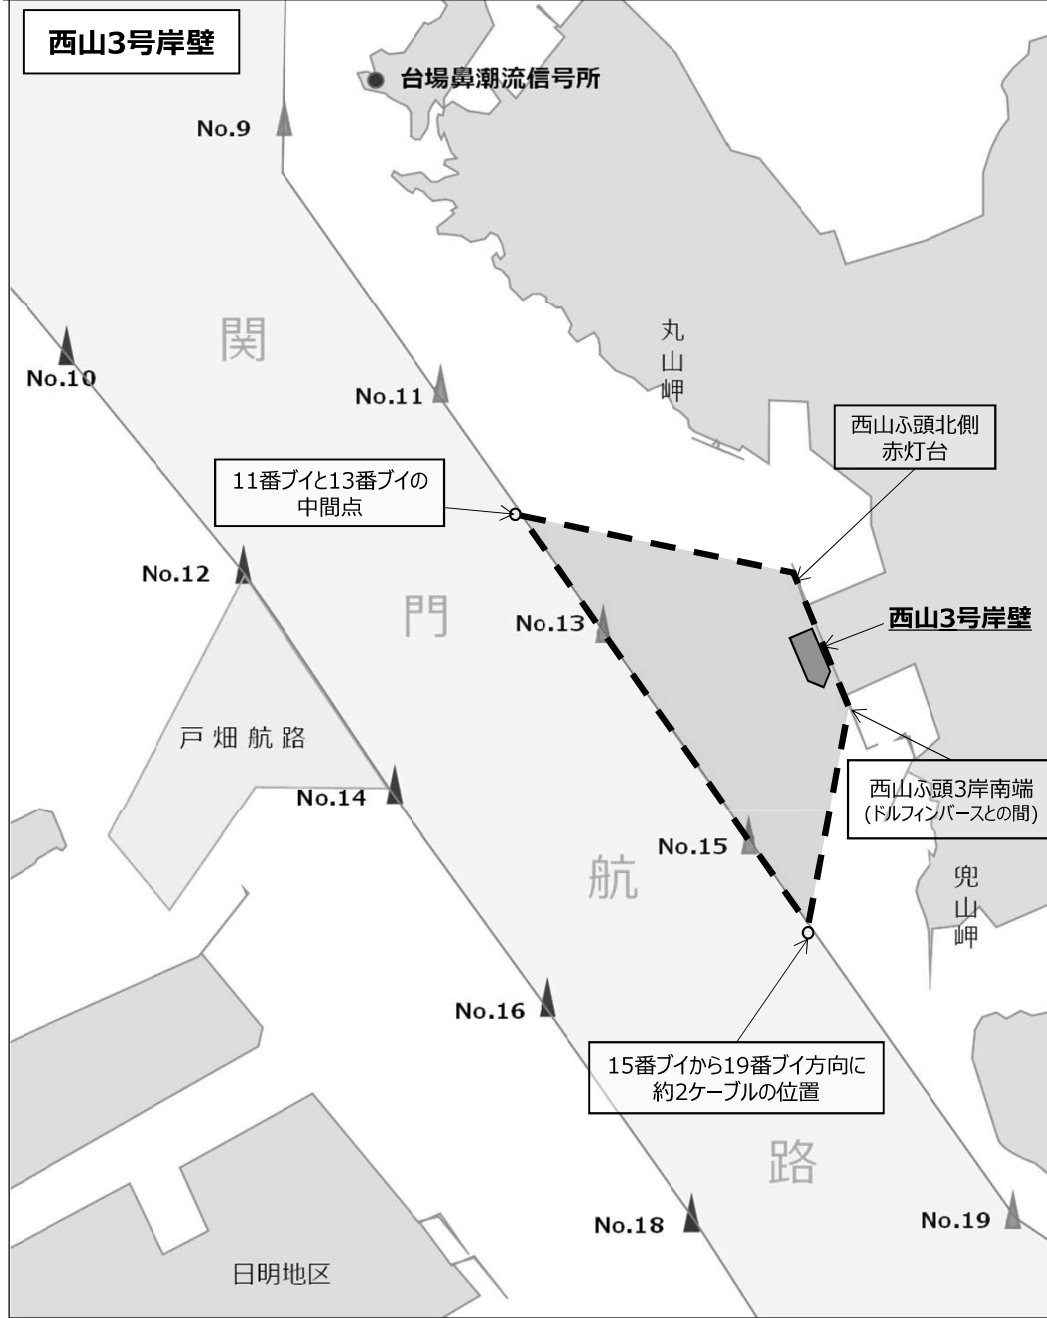 西山3号岸壁
台場鼻潮流信号所
No.9
関
丸山岬
No.10
No.11
西山ふ頭北側
赤灯台
11番ブイと13番ブイの
中間点
No.12
門
No.13
西山3号岸壁
戸畑航路
No.14
西山ふ頭3岸南端
(ドルフィンバースとの間)
No.15
航
兜山岬
No.16
15番ブイから19番ブイ方向に
約2ケーブルの位置
路
No.18
No.19
日明地区